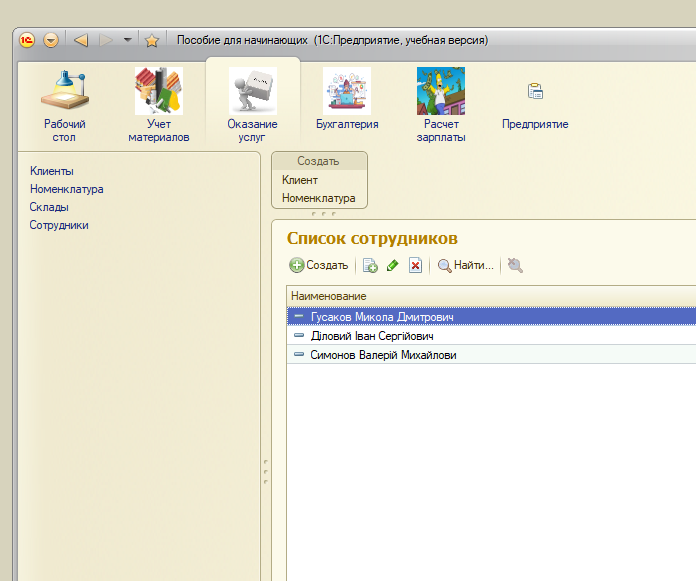 1С
Пособие для начинающих (1С:Предприятие, учебная версия)
Рабочий
стол
Учет
материалов
Оказание
услуг
Бухгалтерия
Расчет
зарплаты
Предприятие
Клиенты
Номенклатура
Склады
Сотрудники
Создать
Клиент
Номенклатура
Список сотрудников
Создать
Найти...
Наименование
Гусаков Микола Дмитрович
Діловий Іван Сергійович
Симонов Валерій Михайлови